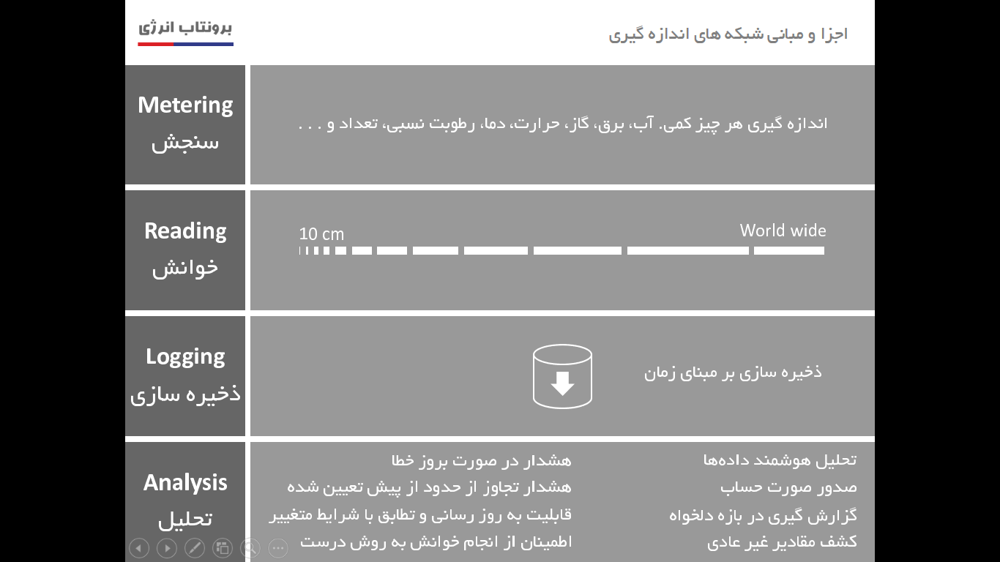 برونتاب انرژی
اجزا و مبانی شبکه های اندازه گیری
Metering
سنجش
اندازه گیری هر چیز کمی. آب، برق، گاز، حرارت، دما، رطوبت نسبی، تعداد و . . .
Reading
خوانش
10 cm
World wide
Logging
ذخیره سازی
ذخیره سازی بر مبنای زمان
Analysis
تحلیل
تحلیل هوشمند داده‌ها
صدور صورت حساب
گزارش گیری در بازه دلخواه
کشف مقادیر غیر عادی
هشدار در صورت بروز خطا
هشدار تجاوز از حدود از پیش تعیین شده
قابلیت به روز رسانی و تطابق با شرایط متغییر
اطمینان از انجام خوانش به روش درست